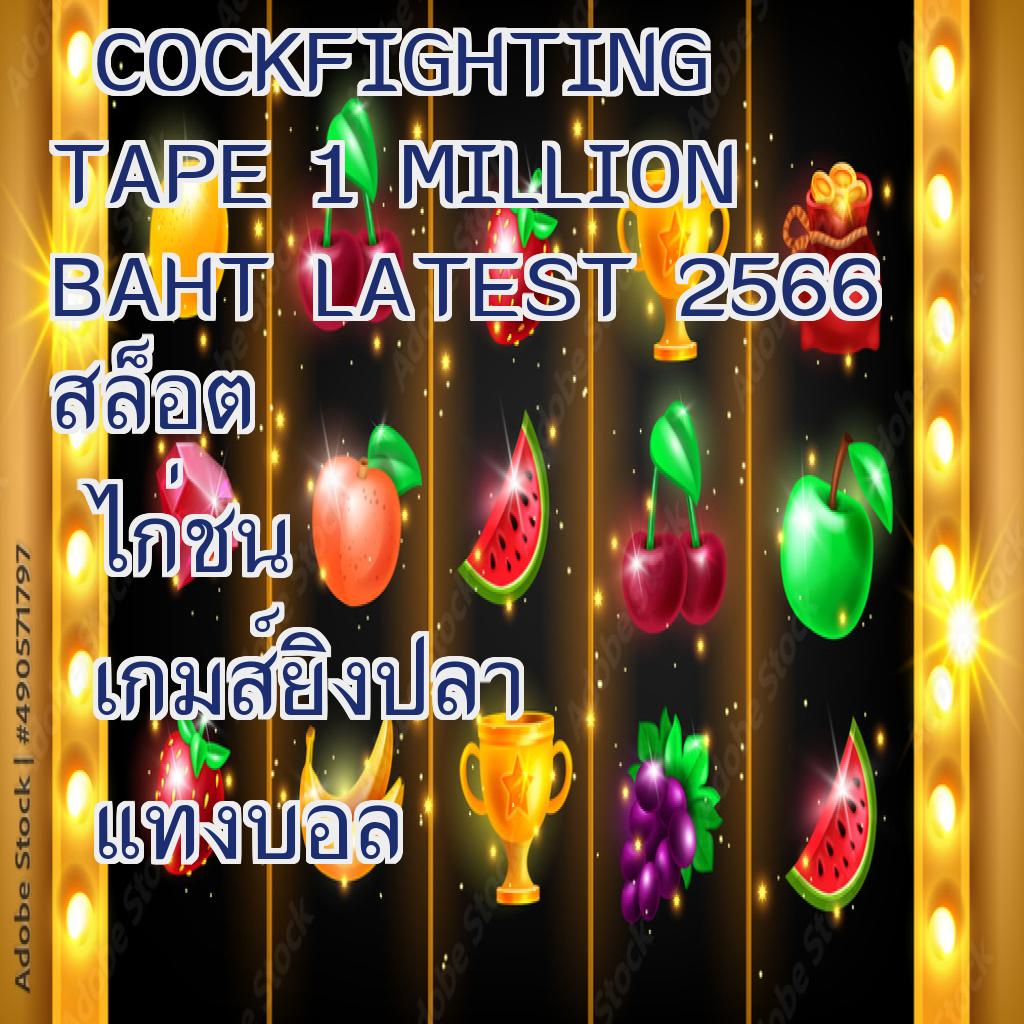 COCKFIGHTING
TAPE 1 MILLION
BAHT LATEST 2566
สล็อต
ไก่ชน
เกมส์ยิงปลา
แทงบอล
Adobe Stock | #490571797